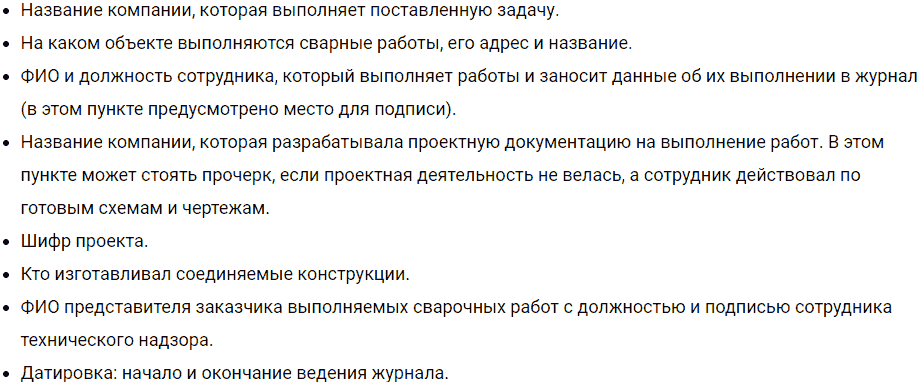 • Название компании, которая выполняет поставленную задачу.
• На каком объекте выполняются сварные работы, его адрес и название.
• ФИО и должность сотрудника, который выполняет работы и заносит данные об их выполнении в журнал
(в этом пункте предусмотрено место для подписи).
• Название компании, которая разрабатывала проектную документацию на выполнение работ. В этом
пункте может стоять прочерк, если проектная деятельность не велась, а сотрудник действовал по
готовым схемам и чертежам.
• Шифр проекта.
• Кто изготавливал соединяемые конструкции.
• ФИО представителя заказчика выполняемых сварочных работ с должностью и подписью сотрудника
технического надзора.
• Датировка: начало и окончание ведения журнала.